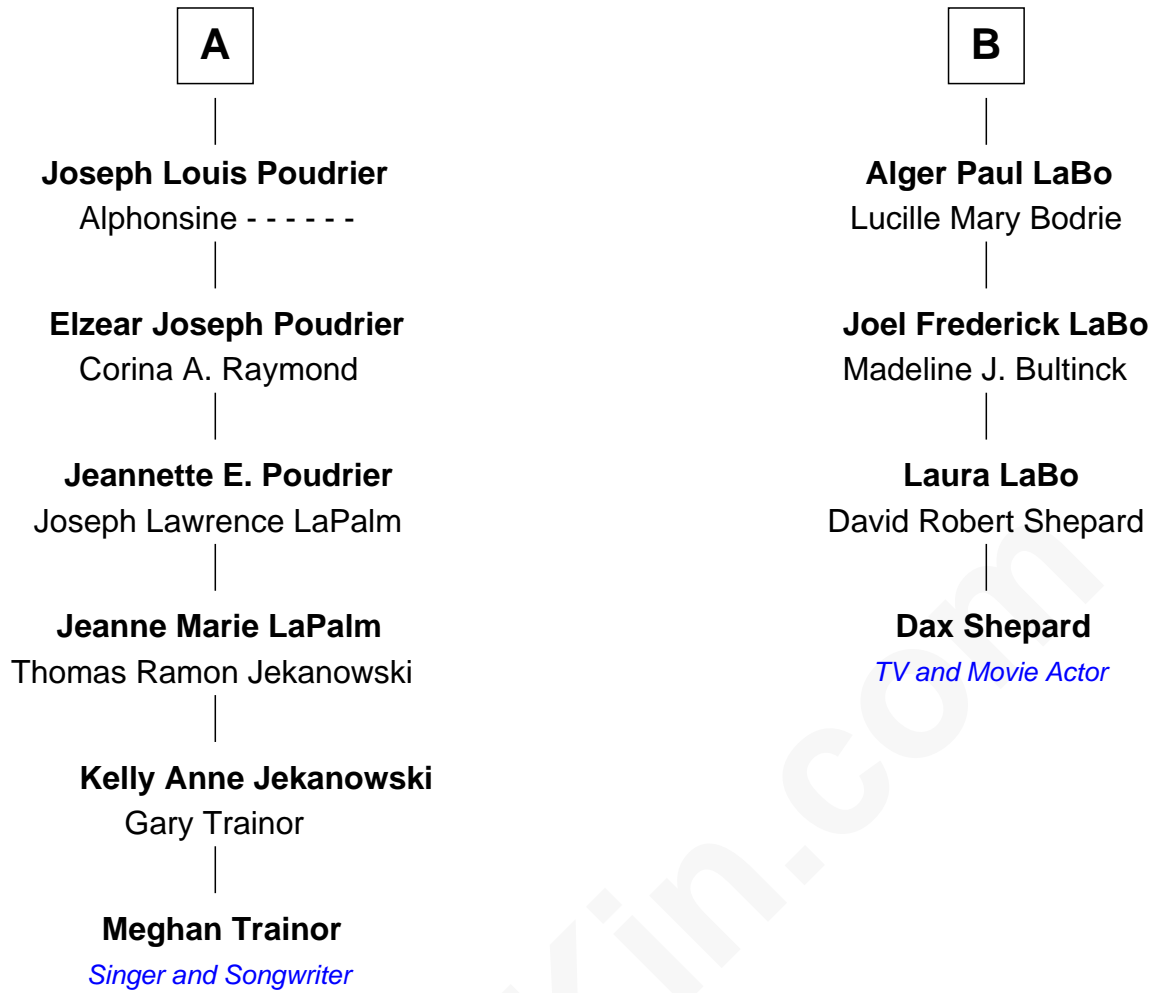 A
Joseph Louis Poudrier
Alphonsine - - - - - -
Elzear Joseph Poudrier
Corina A. Raymond
Jeannette E. Poudrier
Joseph Lawrence LaPalm
Jeanne Marie LaPalm
Thomas Ramon Jekanowski
Kelly Anne Jekanowski
Gary Trainor
Meghan Trainor
Singer and Songwriter
B
Alger Paul LaBo
Lucille Mary Bodrie
Joel Frederick LaBo
Madeline J. Bultinck
Laura LaBo
David Robert Shepard
Dax Shepard
TV and Movie Actor
Kin.com